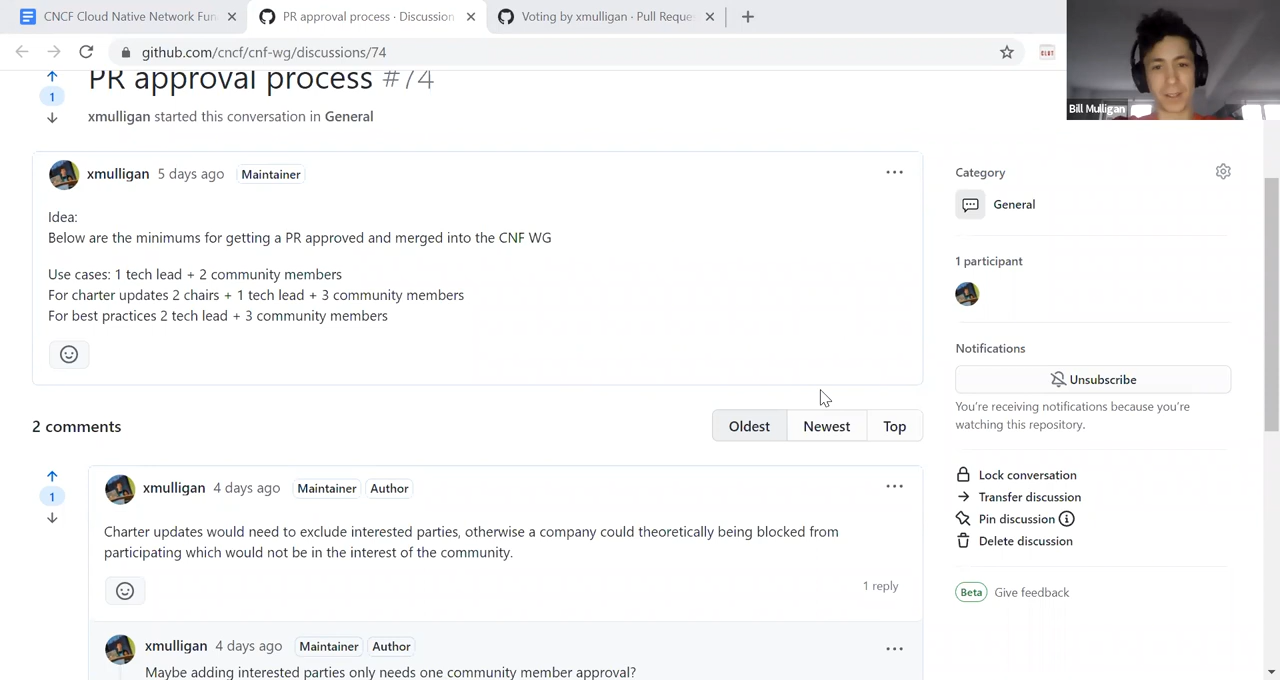 CNCF Cloud Native Network Fun
PR approval process · Discussion
Voting by xmulligan · Pull Reque
github.com/cncf/cnf-wg/discussions/74
Bill Mulligan
PR approval process #74
1
xmulligan started this conversation in General
xmulligan 5 days ago Maintainer
Idea:
Below are the minimums for getting a PR approved and merged into the CNF WG
Use cases: 1 tech lead + 2 community members
For charter updates 2 chairs + 1 tech lead + 3 community members
For best practices 2 tech lead + 3 community members
2 comments
Oldest Newest Top
1
xmulligan 4 days ago Maintainer Author
Charter updates would need to exclude interested parties, otherwise a company could theoretically being blocked from
participating which would not be in the interest of the community.
1 reply
xmulligan 4 days ago Maintainer Author
Maybe adding interested parties only needs one community member approval?
Category
General
1 participant
Notifications
Unsubscribe
You're receiving notifications because you're
watching this repository.
Lock conversation
Transfer discussion
Pin discussion
Delete discussion
Beta Give feedback